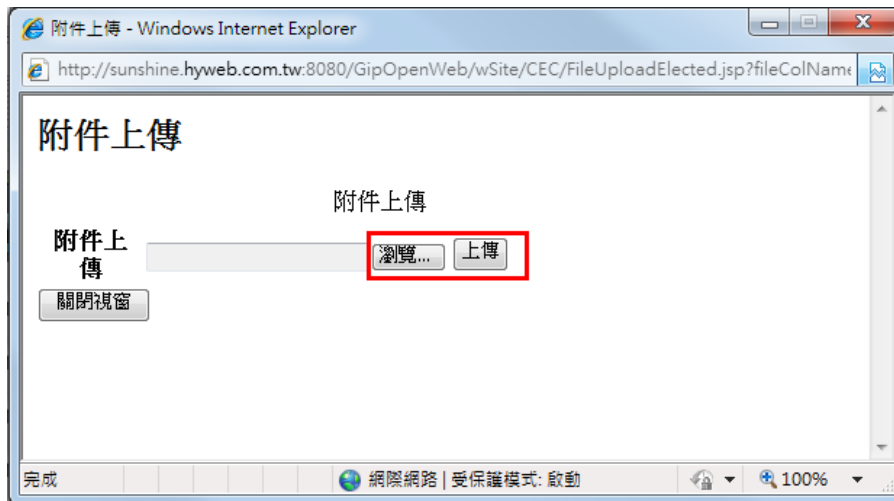 附件上傳 - Windows Internet Explorer
http://sunshine.hyweb.com.tw:8080/GipOpenWeb/wSite/CEC/FileUploadElected.jsp?fileColName
附件上傳
附件上傳
附件上
傳
瀏覽... 上傳
關閉視窗
完成 網際網路 | 受保護模式: 啟動 100%